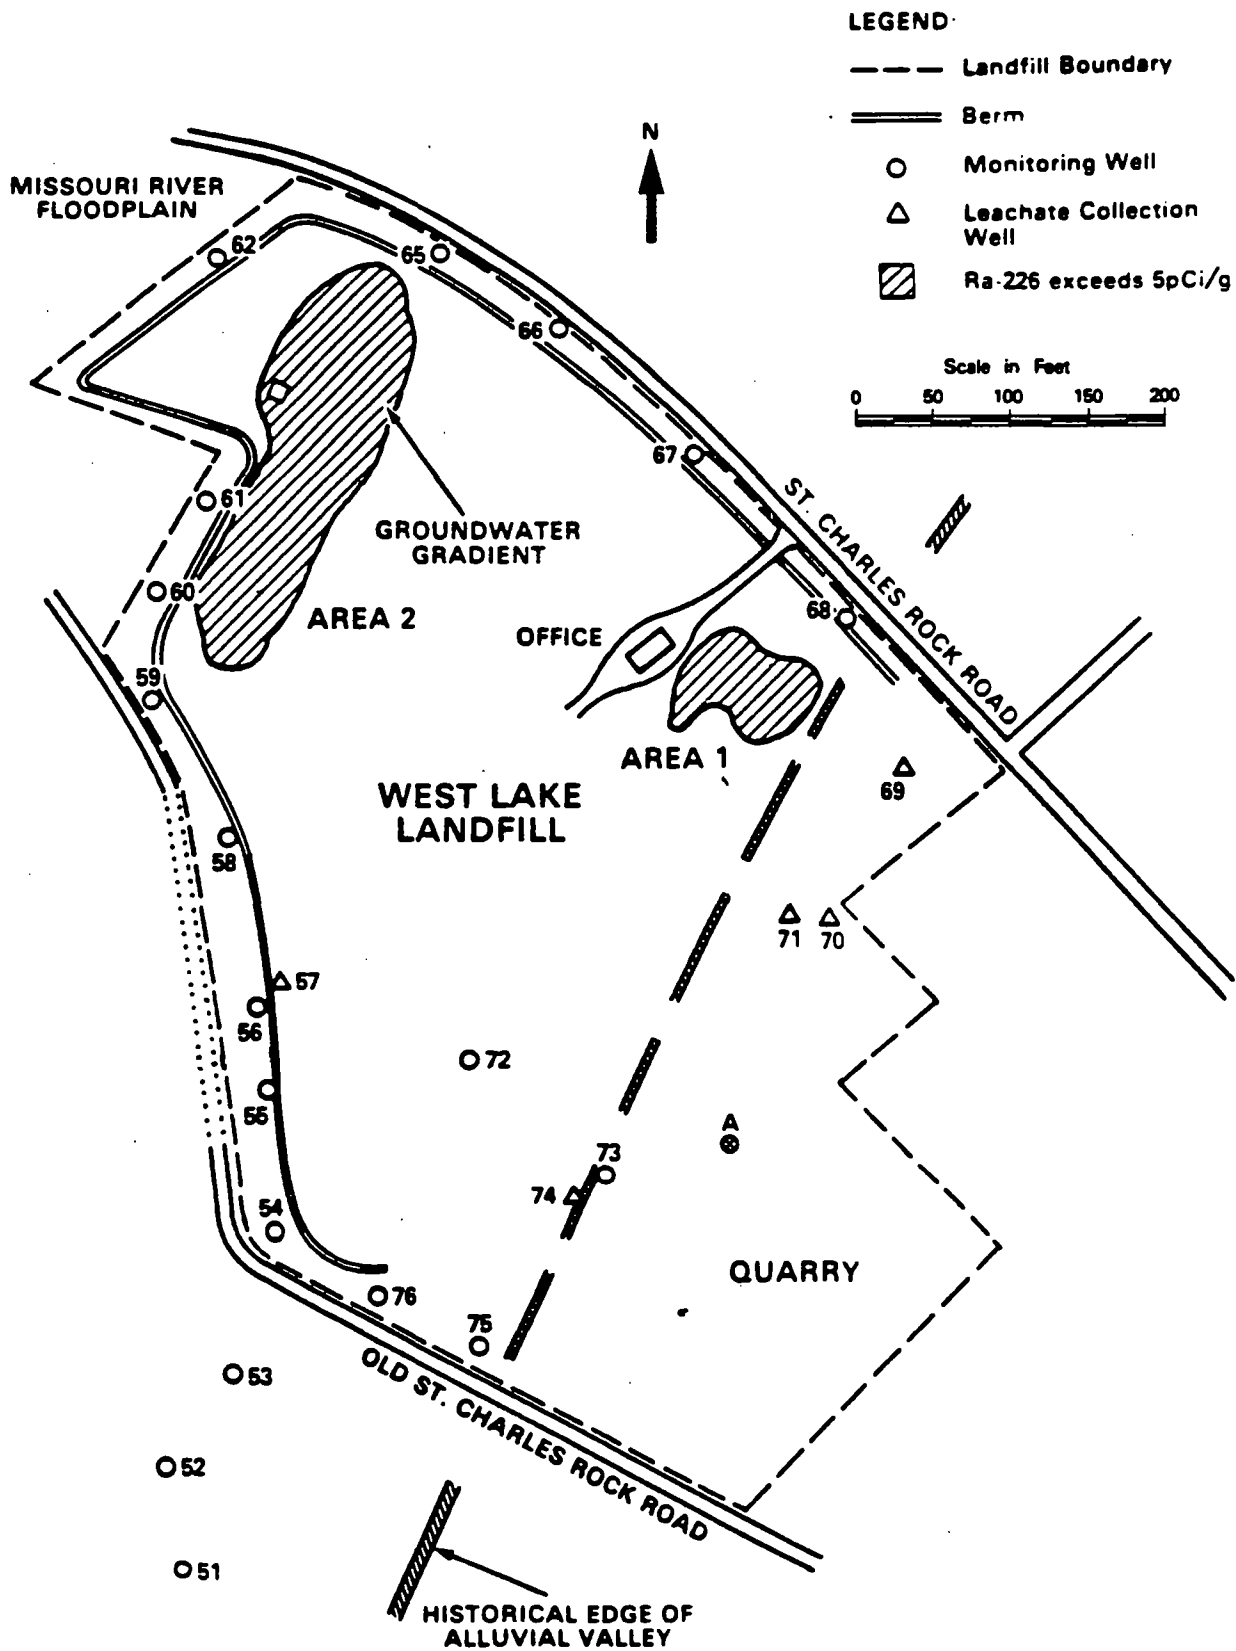 LEGEND
Landfill Boundary
Berm
Monitoring Well
Leachate Collection
Well
Ra-226 exceeds 5pCi/g
Scale in Feet
0 50 100 200
N
MISSOURI RIVER
FLOODPLAIN
62
65
66
67
61
60
GROUNDWATER
GRADIENT
ST. CHARLES ROCK ROAD
AREA 2
OFFICE
68
59
AREA 1
69
WEST LAKE
LANDFILL
58
71
70
57
56
72
55
A
73
74
54
QUARRY
76
75
53
OLD ST. CHARLES ROCK ROAD
52
51
HISTORICAL EDGE OF
ALLUVIAL VALLEY